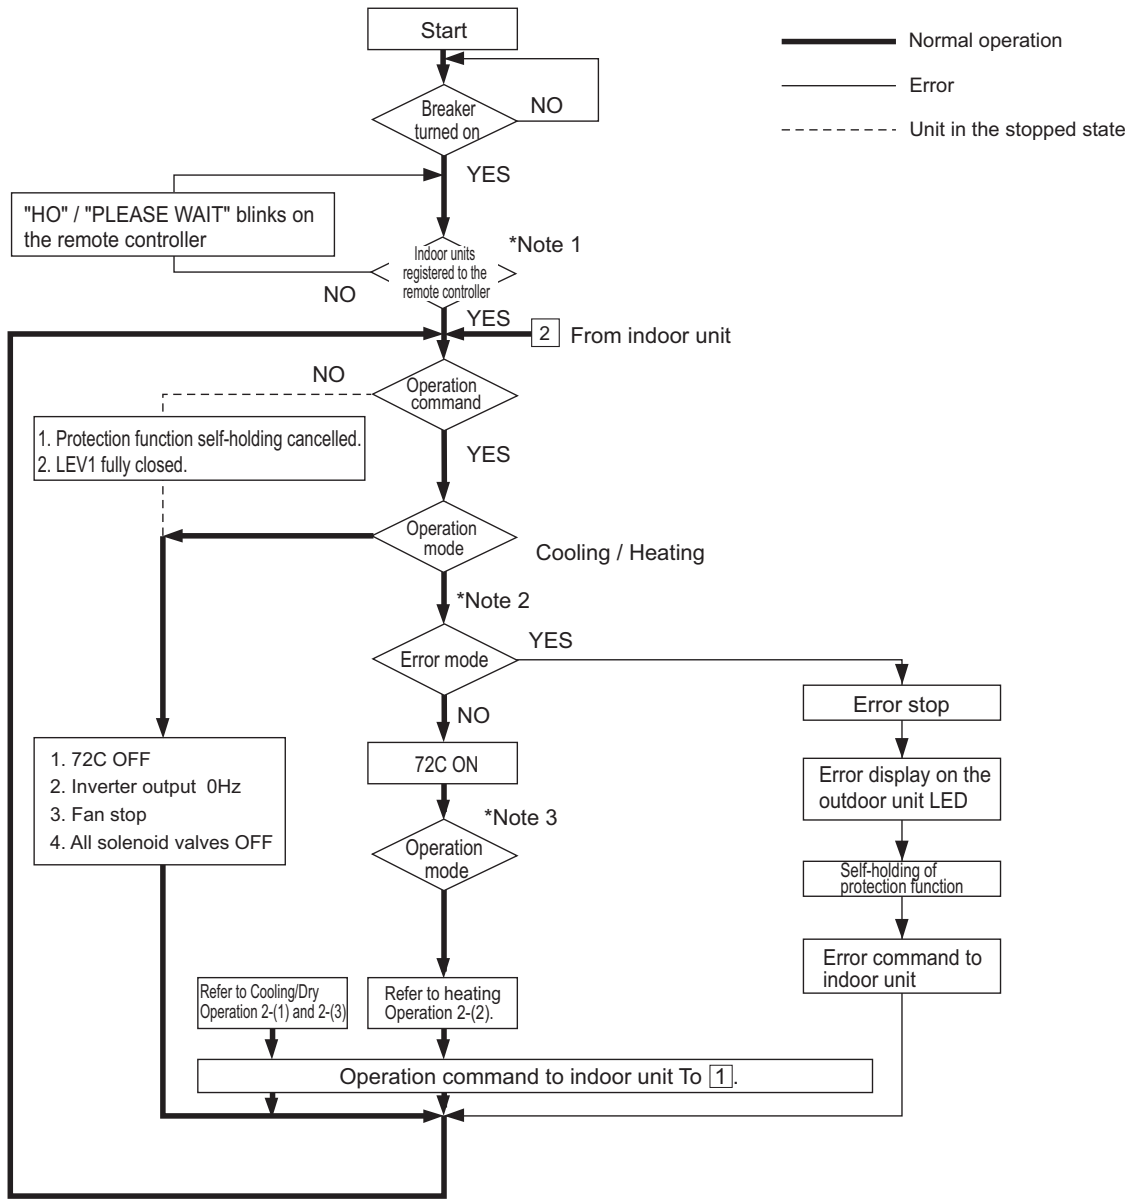 Start
Normal operation
Error
Unit in the stopped state
Breaker
turned on
NO
YES
"HO" / "PLEASE WAIT" blinks on
the remote controller
*Note 1
Indoor units
registered to the
remote controller
NO
YES
2 From indoor unit
NO
Operation
command
1. Protection function self-holding cancelled.
2. LEV1 fully closed.
YES
Operation
mode
Cooling / Heating
*Note 2
YES
Error mode
NO
Error stop
72C ON
1. 72C OFF
2. Inverter output 0Hz
3. Fan stop
4. All solenoid valves OFF
Error display on the
outdoor unit LED
*Note 3
Operation
mode
Self-holding of
protection function
Error command to
indoor unit
Refer to Cooling/Dry
Operation 2-(1) and 2-(3)
Refer to heating
Operation 2-(2).
Operation command to indoor unit To 1.